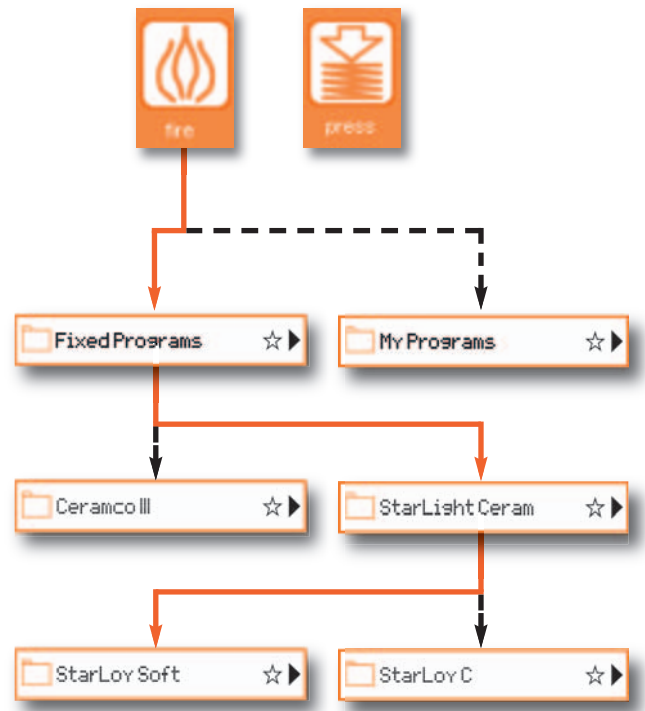 fire
press
Fixed Programs
My Programs
Ceramco III
StarLight Ceram
StarLoy Soft
StarLoy C